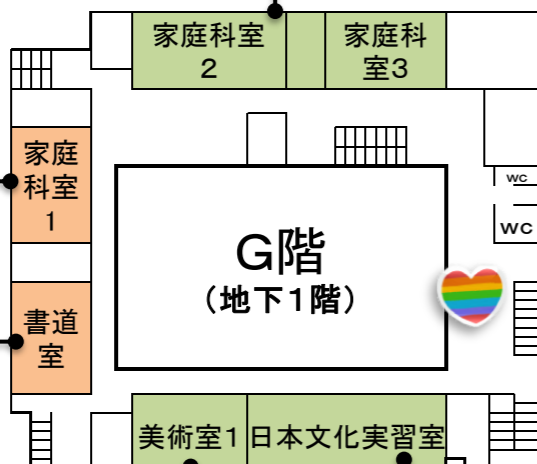 家庭科室
2
家庭科
室3
家庭
科室
1
wc
wc
G階
（地下1階）
書道
室
美術室1
日本文化実習室